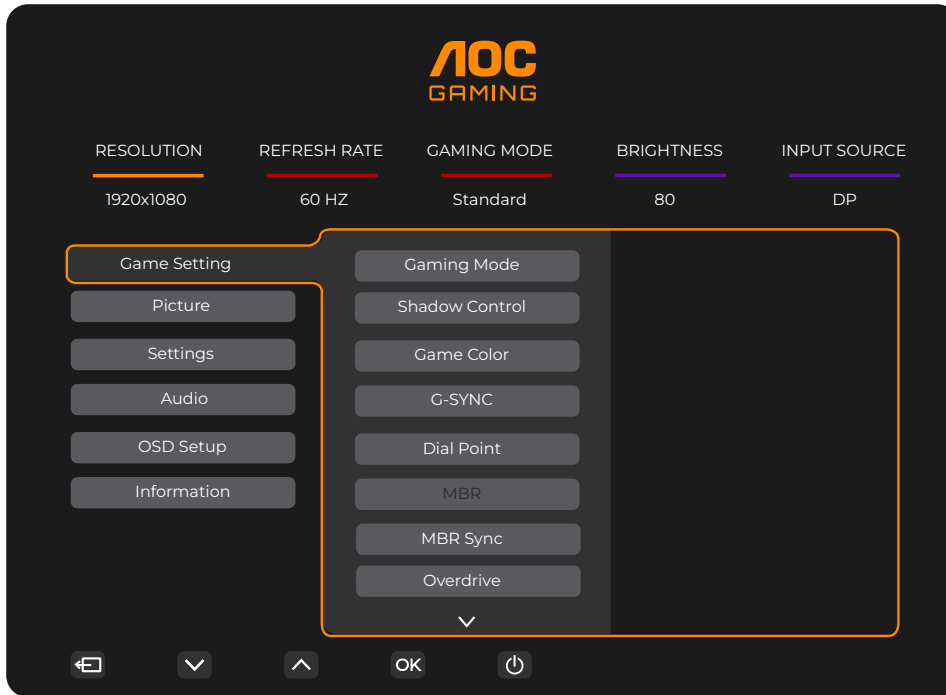 AOC
GAMING
RESOLUTION REFRESH RATE GAMING MODE BRIGHTNESS INPUT SOURCE
1920x1080 60 HZ Standard 80 DP
Game Setting
Picture
Settings
Audio
OSD Setup
Information
Gaming Mode
Shadow Control
Game Color
G-SYNC
Dial Point
MBR
MBR Sync
Overdrive
OK